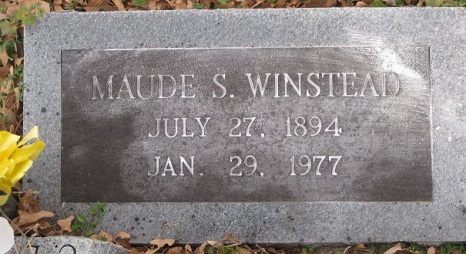 MAUDE S. WINSTEAD
JULY 27, 1894
JAN. 29, 1977